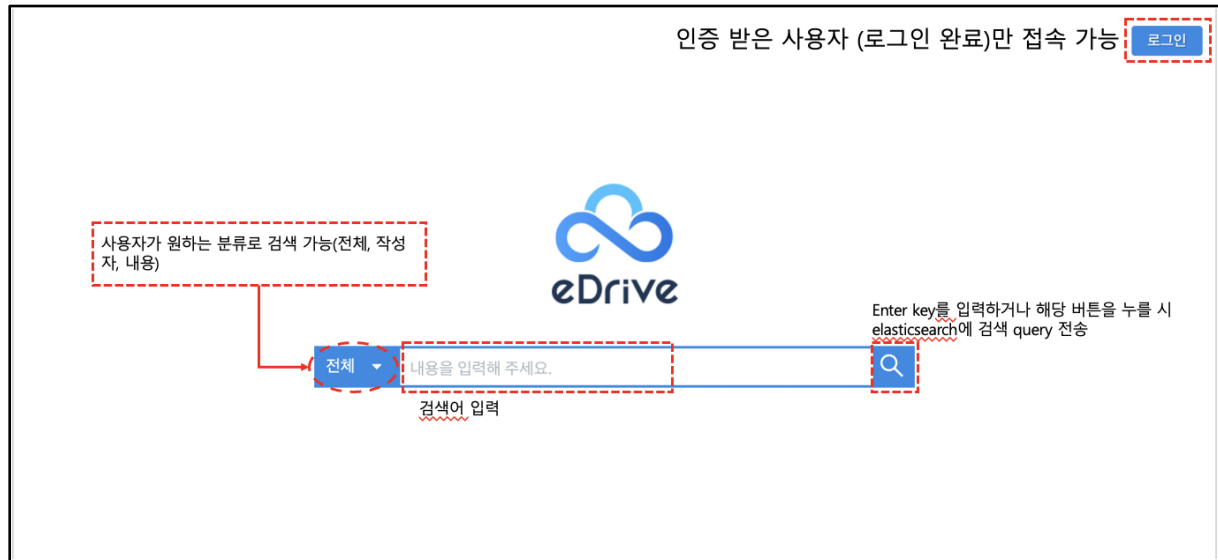 인증 받은 사용자 (로그인 완료)만 접속 가능
로그인
사용자가 원하는 분류로 검색 가능(전체, 작성
자, 내용)
eDrive
Enter key를 입력하거나 해당 버튼을 누를 시
elasticsearch에 검색 query 전송
전체
내용을 입력해 주세요.
검색어 입력